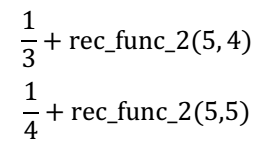 1/3 + rec_func_2(5, 4)
1/4 + rec_func_2(5,5)